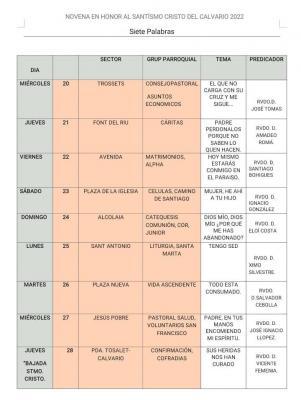 NOVENA EN HONOR AL SANTÍSMO CRISTO DEL CALVARIO 2022
Siete Palabras
DIA SECTOR GRUP PARROQUIAL TEMA PREDICADOR
MIÉRCOLES 20 TROSSETS CONSEJOPASTORAL
ASUNTOS
ECONOMICOS
EL QUE NO
CARGA CON SU
CRUZ Y ME
SIGUE...
RVDO.D.
JOSÉ TOMAS
JUEVES 21 FONT DEL RIU CÁRITAS
PADRE
PERDONALOS
PORQUE NO
SABEN LO
QUEN HACEN.
RVDO. D.
AMADEO
ROMÁ.
VIERNES 22 AVENIDA MATRIMONIOS,
ALPHA
HOY MISMO
ESTARÁS
CONMIGO EN
EL PARAISO,
RVDO. D.
SANTIAGO
BOHIGUES
SÁBADO 23 PLAZA DE LA IGLESIA CELULAS, CAMINO
DE SANTIAGO
MUJER, HE AHÍ
A TU HIJO
RVDO. D.
IGNACIO
GONZÁLEZ
DOMINGO 24 ALCOLAIA CATEQUESIS
COMUNIÓN, COR,
JUNIOR
DIOS MÍO, DIOS
MÍO ¿POR QUÉ
ME HAS
ABANDONADO?
RVDO. D.
ELOÍ COSTA
LUNES 25 SANT ANTONIO LITURGIA, SANTA
MARTA
TENGO SED
RVDO. D.
XIMO
SILVESTRE.
MARTES 26 PLAZA NUEVA VIDA ASCENDENTE
TODO ESTA
CONSUMADO.
RVDO.
D.SALVADOR
CEBOLLA
MIÉRCOLES 27 JESÚS POBRE PASTORAL SALUD,
VOLUNTARIOS SAN
FRANCISCO
PADRE, EN TUS
MANOS
ENCOMIENDO
MI ESPÍRITU.
RVDO. D.
JOSÉ IGNACIO
LLOPEZ.
JUEVES
"BAJADA
STMO.
CRISTO.
28 PDA. TOSALET-
CALVARIO
CONFIRMACIÓN,
COFRADIAS
SUS HERIDAS
NOS HAN
CURADO
RVDO. D.
VICENTE
FEMENIA.